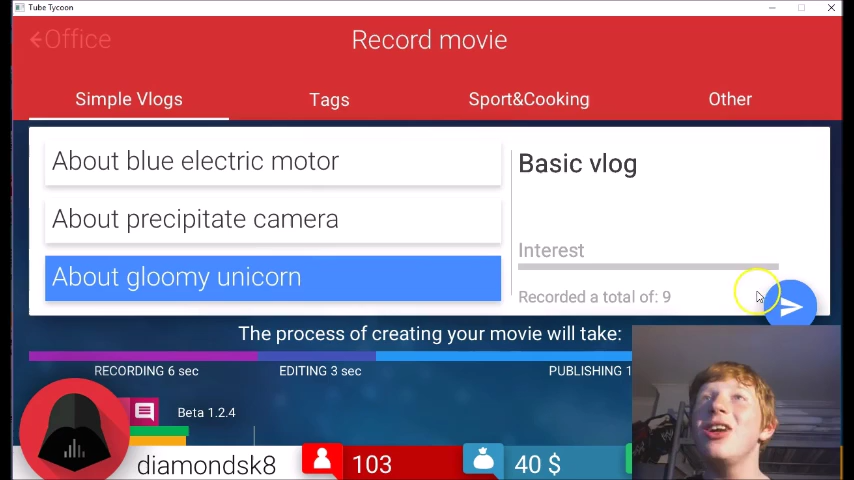 Tube Tycoon
Office
Record movie
Simple Vlogs
Tags
Sport&Cooking
Other
About blue electric motor
About precipitate camera
About gloomy unicorn
Basic vlog
Interest
Recorded a total of: 9
The process of creating your movie will take:
RECORDING 6 sec
EDITING 3 sec
PUBLISHING 1
Beta 1.2.4
diamondsk8
103
40 $